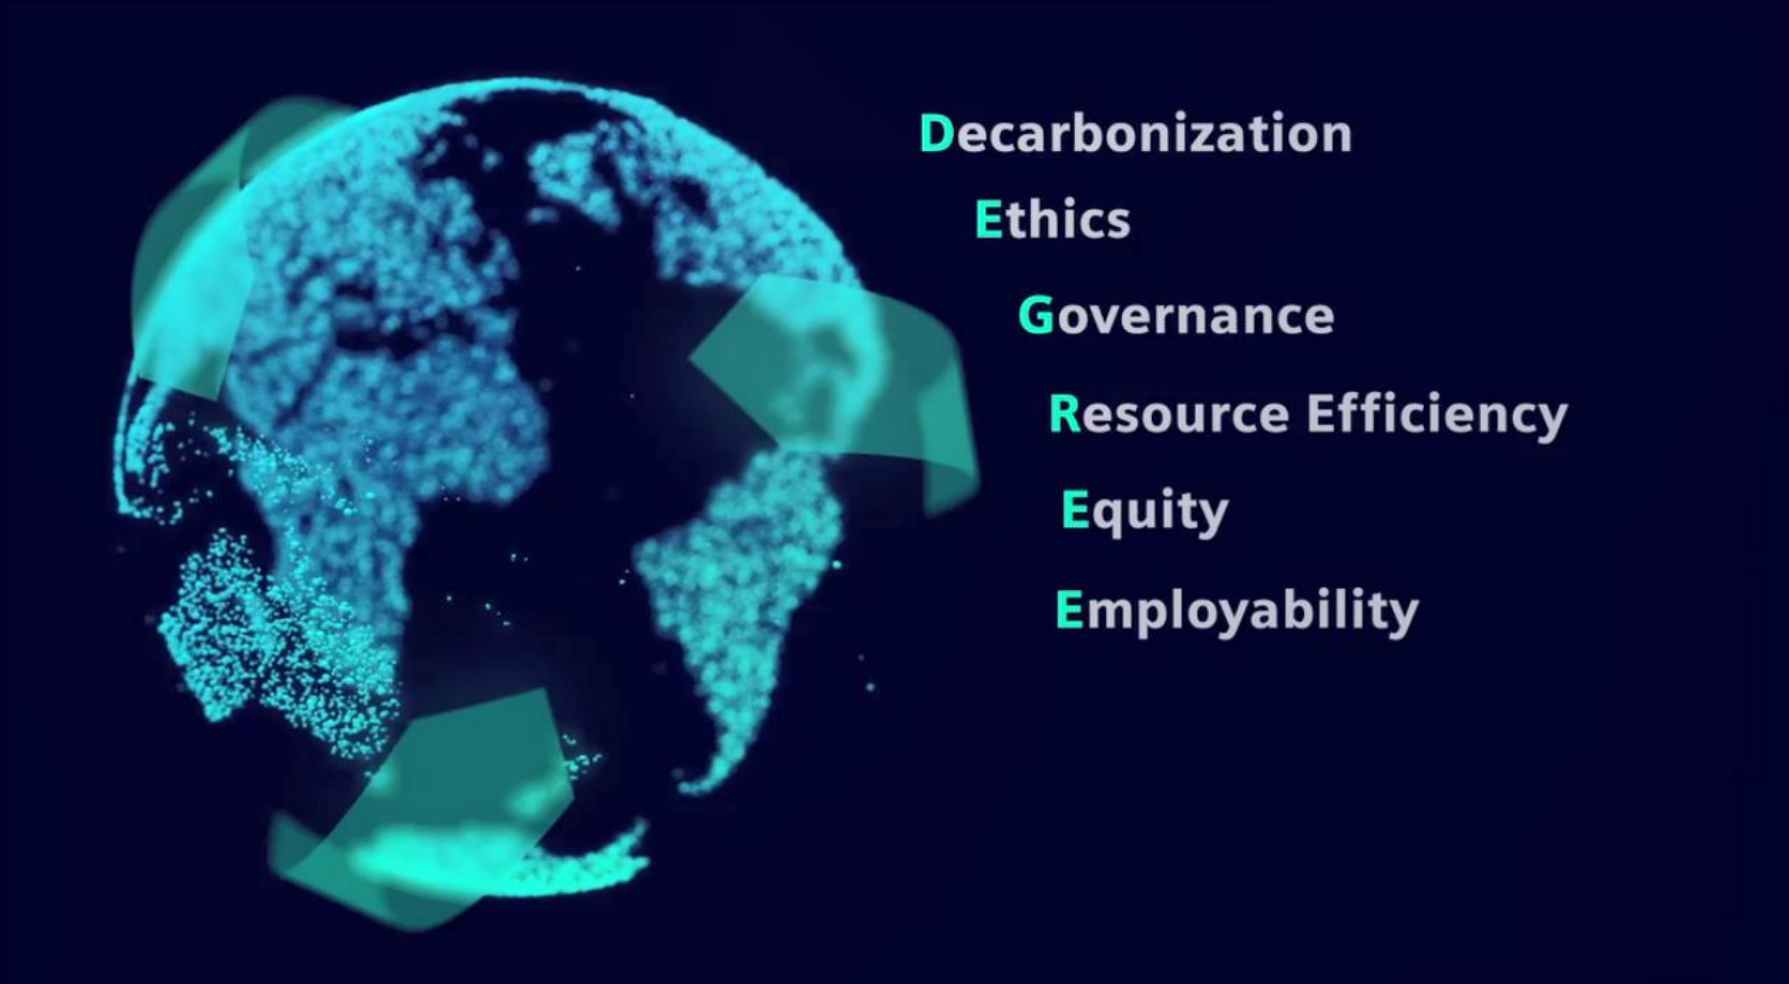 Decarbonization
Ethics
Governance
Resource Efficiency
Equity
Employability